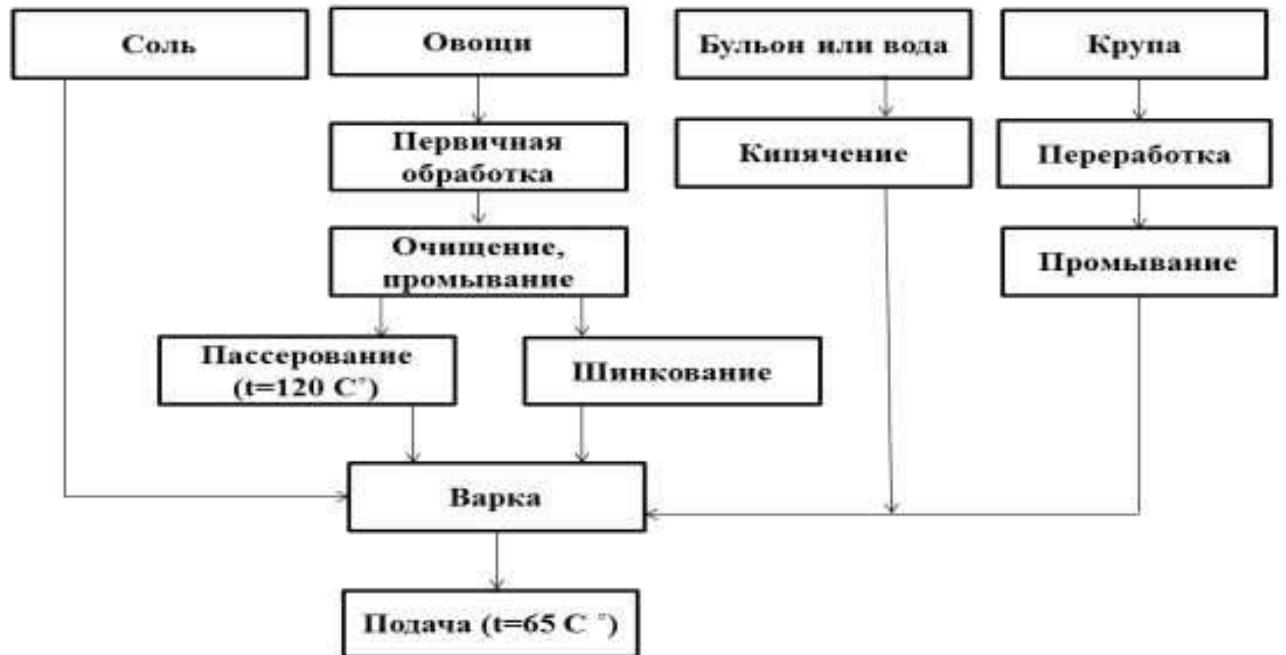 Соль
Овощи
Бульон или вода
Крупа
Первичная
обработка
Кипячение
Переработка
Очищение,
промывание
Промывание
Пассерование
(t=120 С˚)
Шинкование
Варка
Подача (t=65 С ˚)